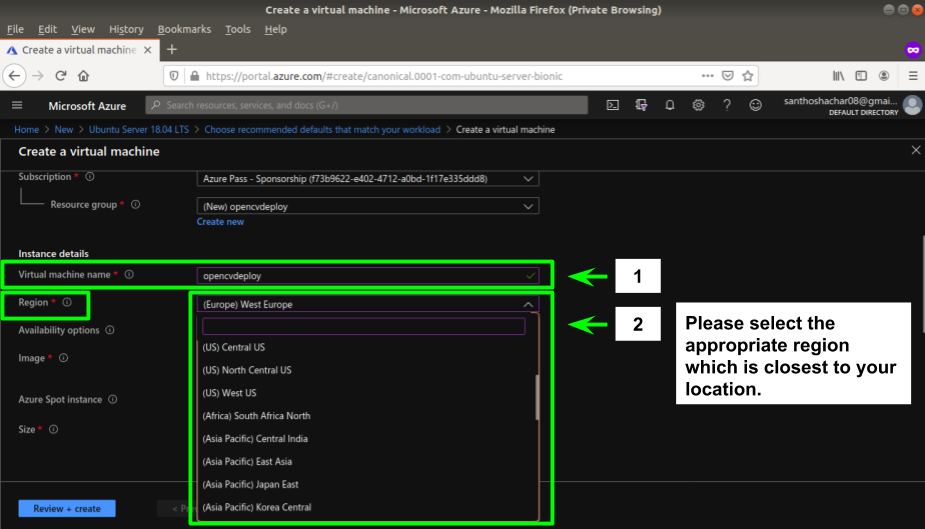 Create a virtual machine - Microsoft Azure - Mozilla Firefox (Private Browsing)
File Edit View History Bookmarks Tools Help
Create a virtual machine
https://portal.azure.com/#create/canonical.0001-com-ubuntu-server-bionic
Microsoft Azure
Search resources, services, and docs (G+/)
santhoshachar08@gmai...
DEFAULT DIRECTORY
Home > New > Ubuntu Server 18.04 LTS > Choose recommended defaults that match your workload > Create a virtual machine
Create a virtual machine
Subscription * Azure Pass - Sponsorship (f73b9622-e402-4712-a0bd-1f17e335ddd8)
Resource group * (New) opencvdeploy
Create new
Instance details
Virtual machine name * opencvdeploy
1
Region * (Europe) West Europe
2
Please select the
appropriate region
which is closest to your
location.
Availability options
(US) Central US
Image *
(US) North Central US
(US) West US
Azure Spot instance
(Africa) South Africa North
Size *
(Asia Pacific) Central India
(Asia Pacific) East Asia
(Asia Pacific) Japan East
(Asia Pacific) Korea Central
Review + create